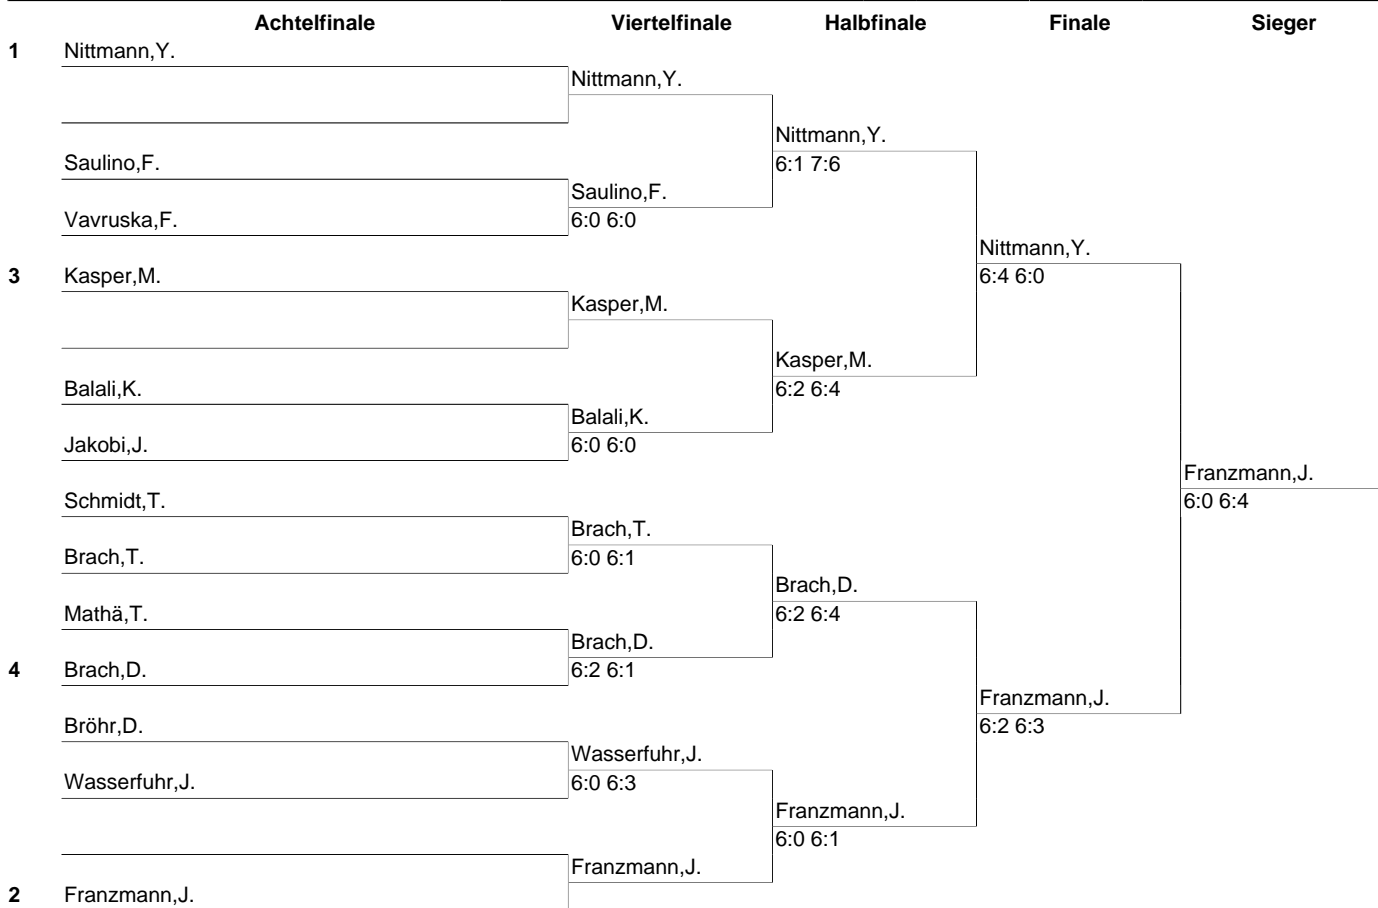 Achtelfinale Viertelfinale Halbfinale Finale Sieger
1 Nittmann,Y.
Nittmann,Y.
Nittmann,Y.
Saulino,F. 6:1 7:6
Saulino,F.
Vavruska,F. 6:0 6:0
Nittmann,Y.
3 Kasper,M. 6:4 6:0
Kasper,M.
Kasper,M.
Balali,K. 6:2 6:4
Balali,K.
Jakobi,J. 6:0 6:0
Franzmann,J.
Schmidt,T. 6:0 6:4
Brach,T.
Brach,T. 6:0 6:1
Brach,D.
Mathä,T. 6:2 6:4
Brach,D.
4 Brach,D. 6:2 6:1
Franzmann,J.
Bröhr,D. 6:2 6:3
Wasserfuhr,J.
Wasserfuhr,J. 6:0 6:3
Franzmann,J.
6:0 6:1
Franzmann,J.
2 Franzmann,J.